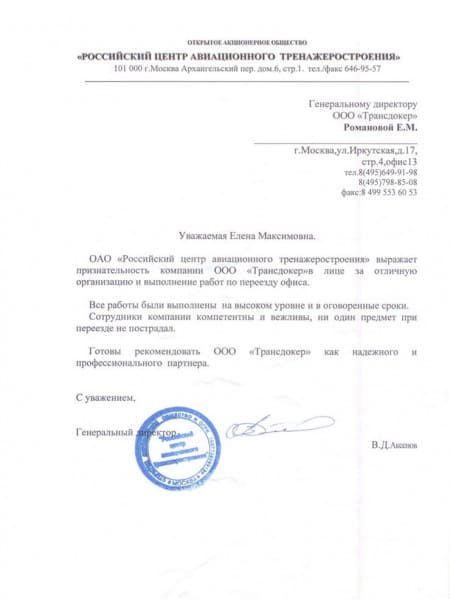 ОТКРЫТОЕ АКЦИОНЕРНОЕ ОБЩЕСТВО
«РОССИЙСКИЙ ЦЕНТР АВИАЦИОННОГО ТРЕНАЖЕРОСТРОЕНИЯ»
101 000 г.Москва Архангельский пер. дом.6, стр.1. тел./факс 646-95-57
Генеральному директору
ООО «Трансдокер»
Романовой Е.М.
г.Москва,ул.Иркутская,д.17,
стр.4,офис13
тел.8(495)649-91-98
8(495)798-85-08
факс:8 499 553 60 53
Уважаемая Елена Максимовна.
ОАО «Российский центр авиационного тренажеростроения» выражает
признательность компании ООО «Трансдокер»в лице за отличную
организацию и выполнение работ по переезду офиса.
Все работы были выполнены на высоком уровне и в оговоренные сроки.
Сотрудники компании компетентны и вежливы, ни один предмет при
переезде не пострадал.
Готовы рекомендовать ООО «Трансдокер» как надежного и
профессионального партнера.
С уважением,
Генеральный директор
Российский
центр
авиационного
тренажеростроения
МОСКВА
В.Д.Аксенов